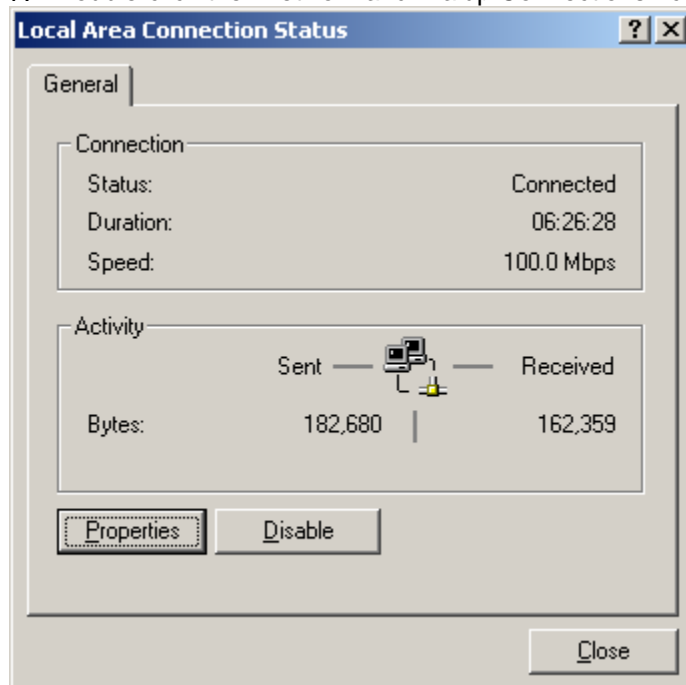 Local Area Connection Status
General
Connection
Status: Connected
Duration: 06:26:28
Speed: 100.0 Mbps
Activity
Sent Received
Bytes: 182,680 162,359
Properties Disable
Close